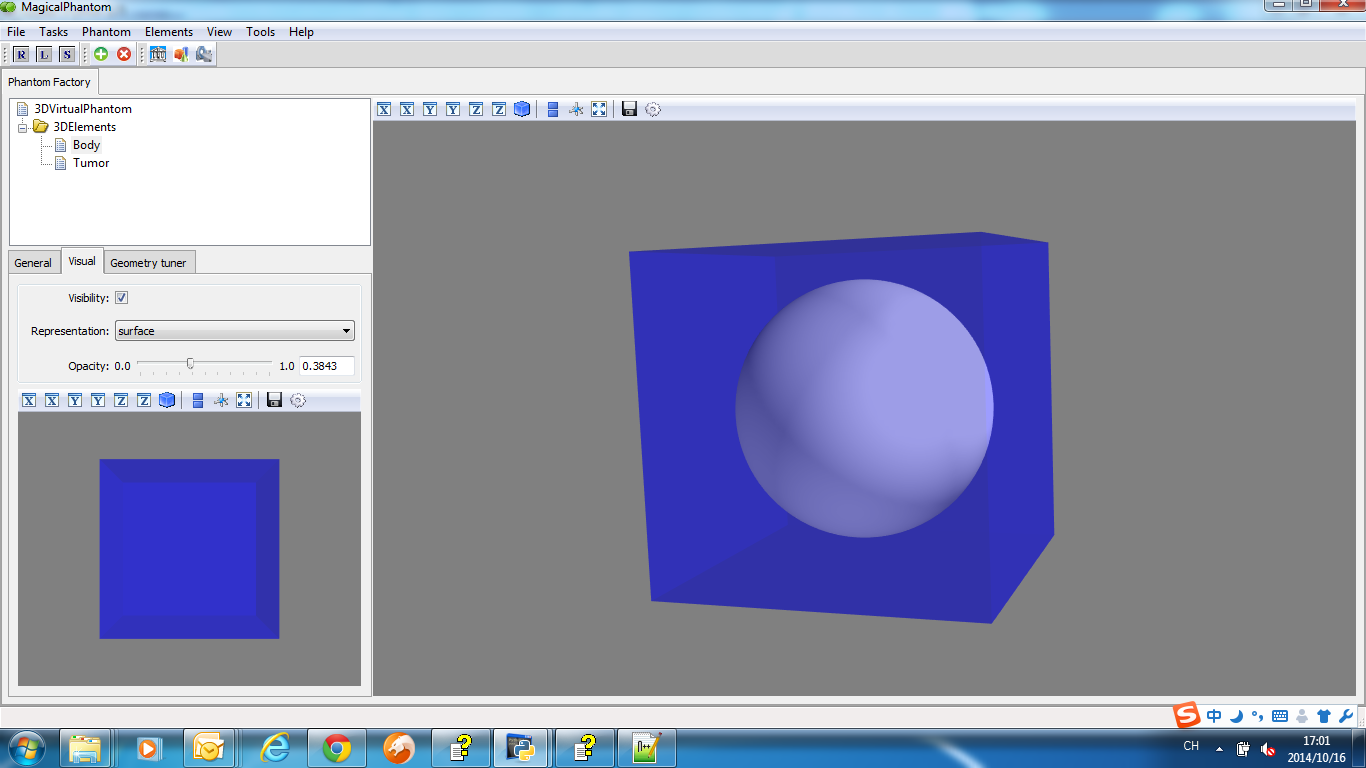 MagicalPhantom
File Tasks Phantom Elements View Tools Help
R L S
Phantom Factory
3DVirtualPhantom
3DElements
Body
Tumor
X X Y Y Z Z
General Visual Geometry tuner
Visibility:
Representation: surface
Opacity: 0.0 1.0 0.3843
X X Y Y Z Z
S 中
CH 17:01
2014/10/16